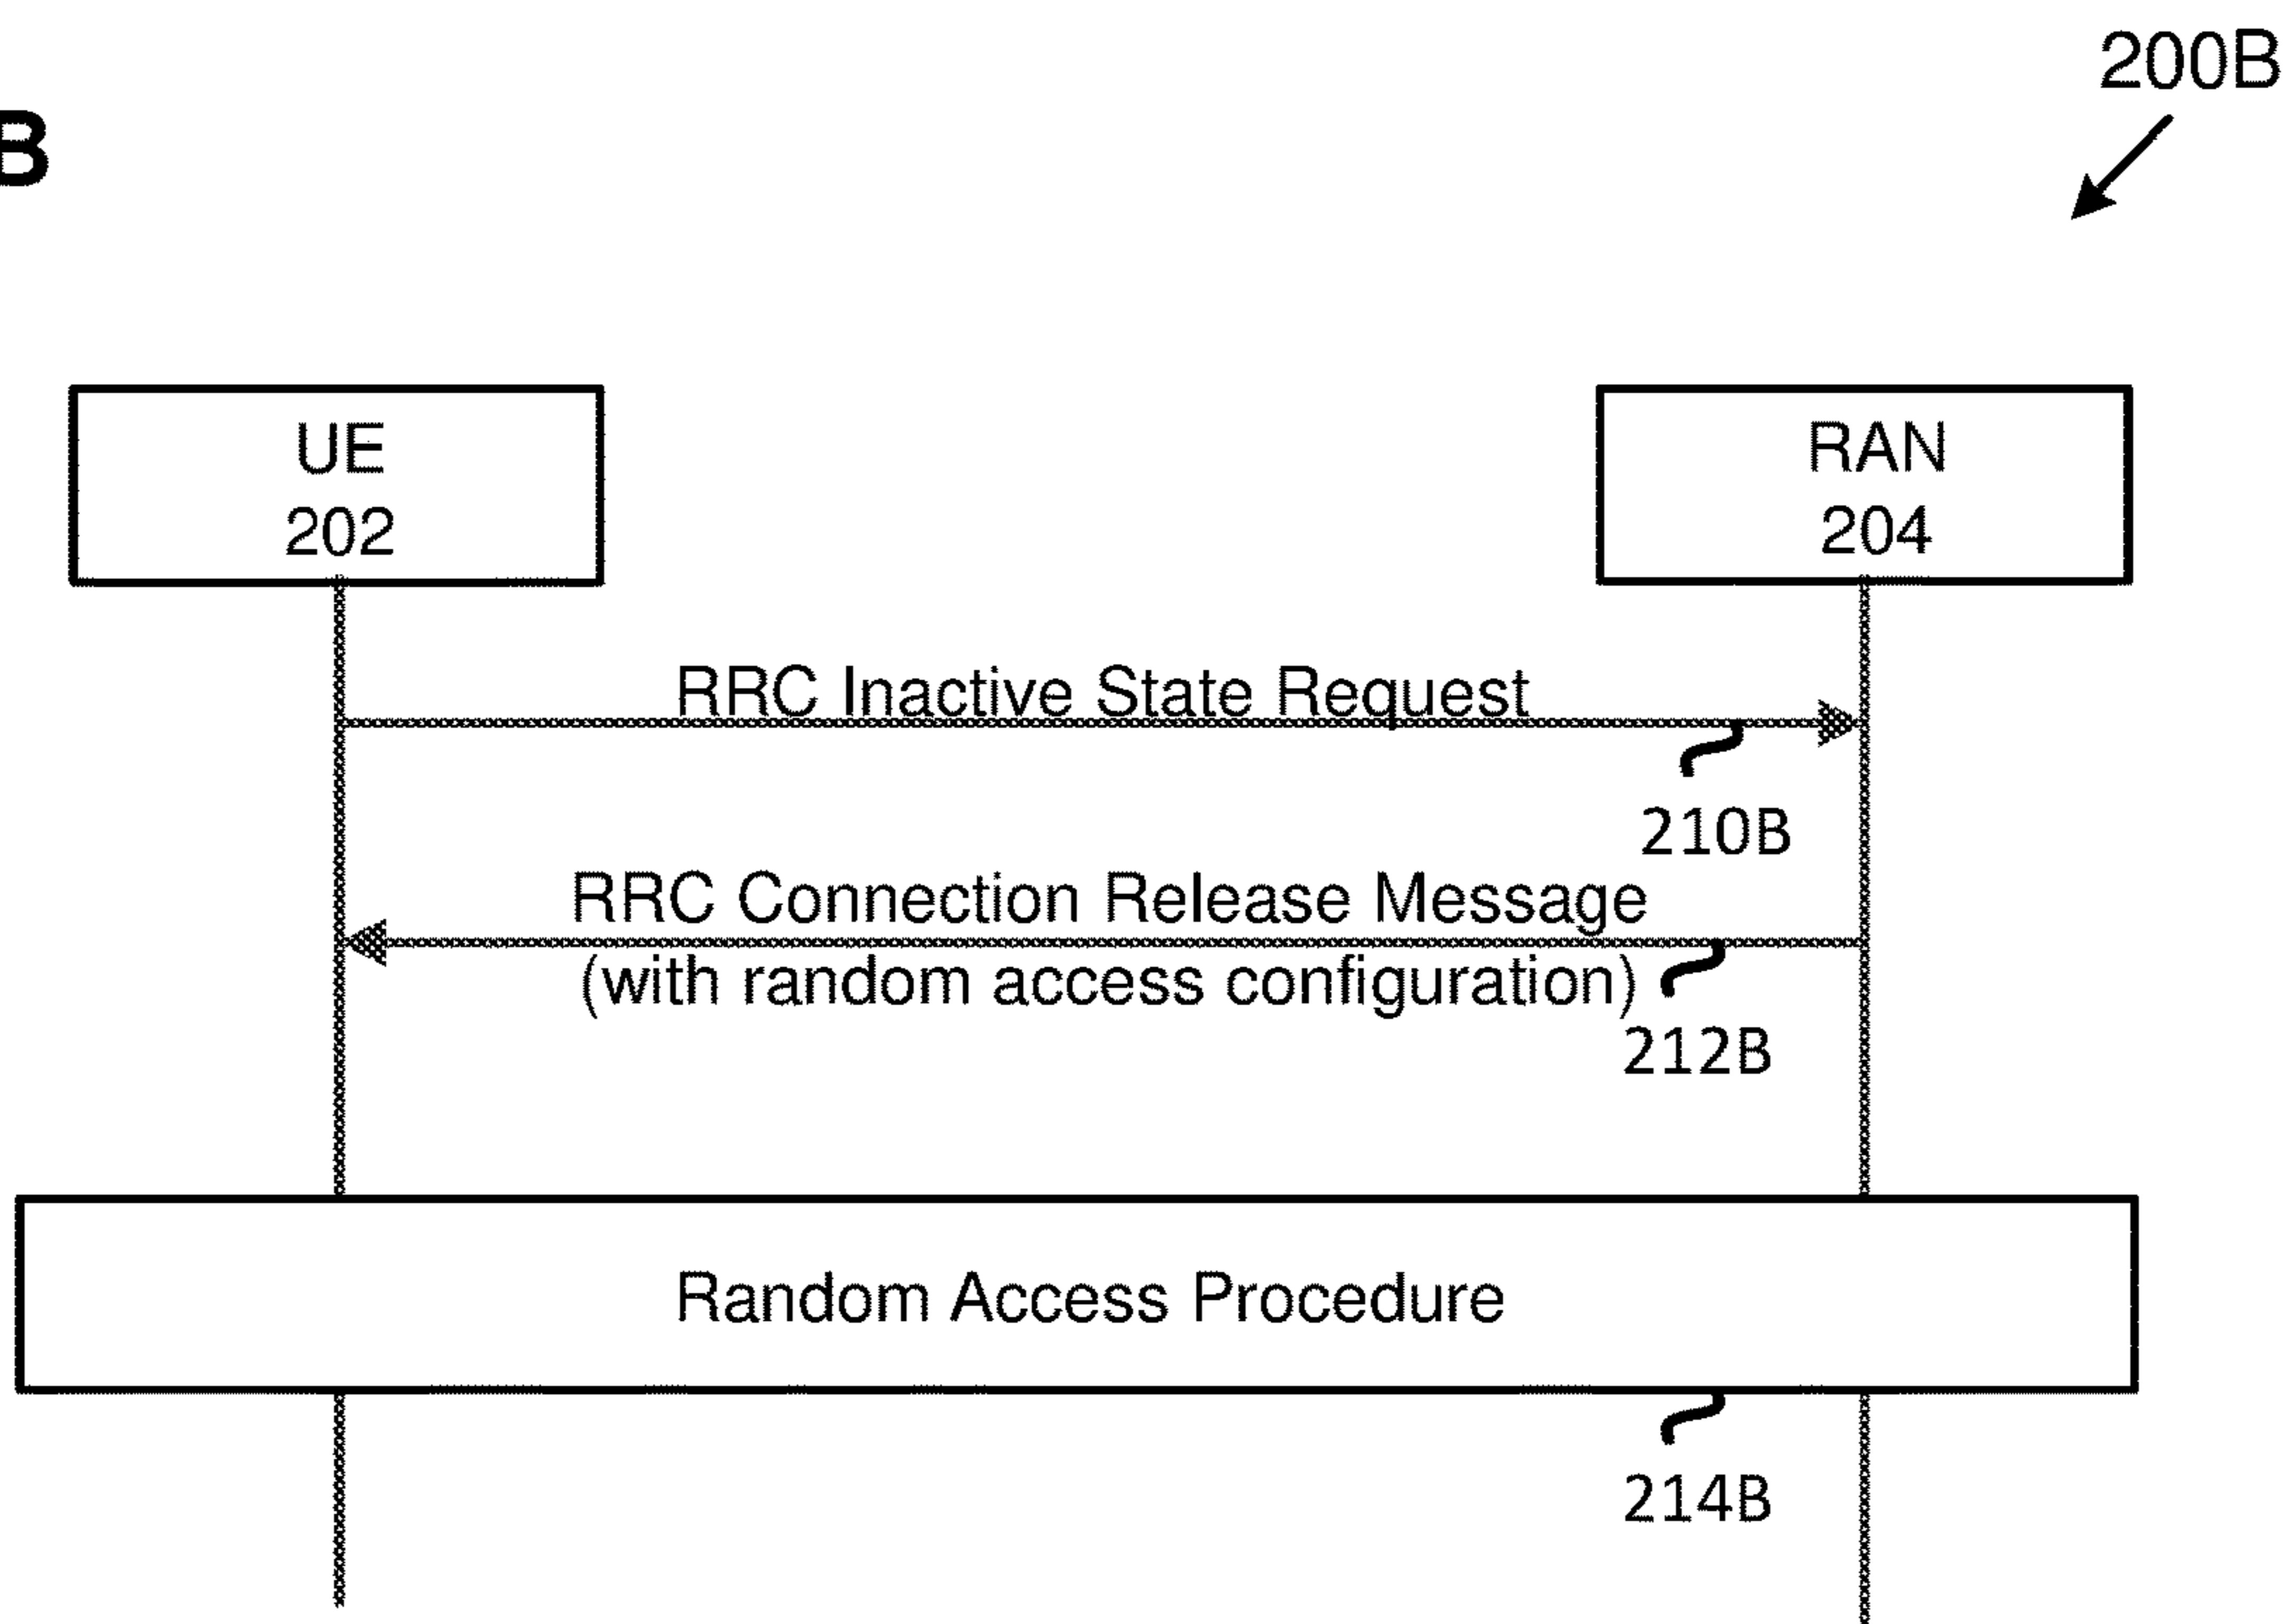 200B
B
UE
202
RAN
204
RRC Inactive State Request
210B
RRC Connection Release Message
(with random access configuration)
212B
Random Access Procedure
214B